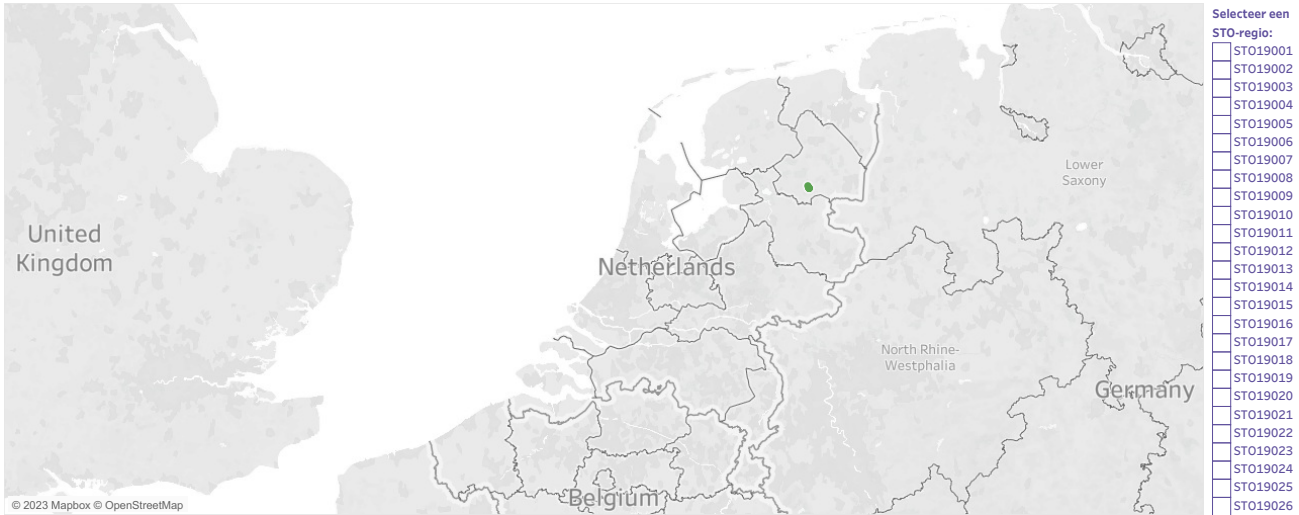 United
Kingdom
Netherlands
Lower
Saxony
North Rhine-
Westphalia
Germany
Belgium
© 2023 Mapbox © OpenStreetMap
Selecteer een
STO-regio:
STO19001
STO19002
STO19003
STO19004
STO19005
STO19006
STO19007
STO19008
STO19009
STO19010
STO19011
STO19012
STO19013
STO19014
STO19015
STO19016
STO19017
STO19018
STO19019
STO19020
STO19021
STO19022
STO19023
STO19024
STO19025
STO19026